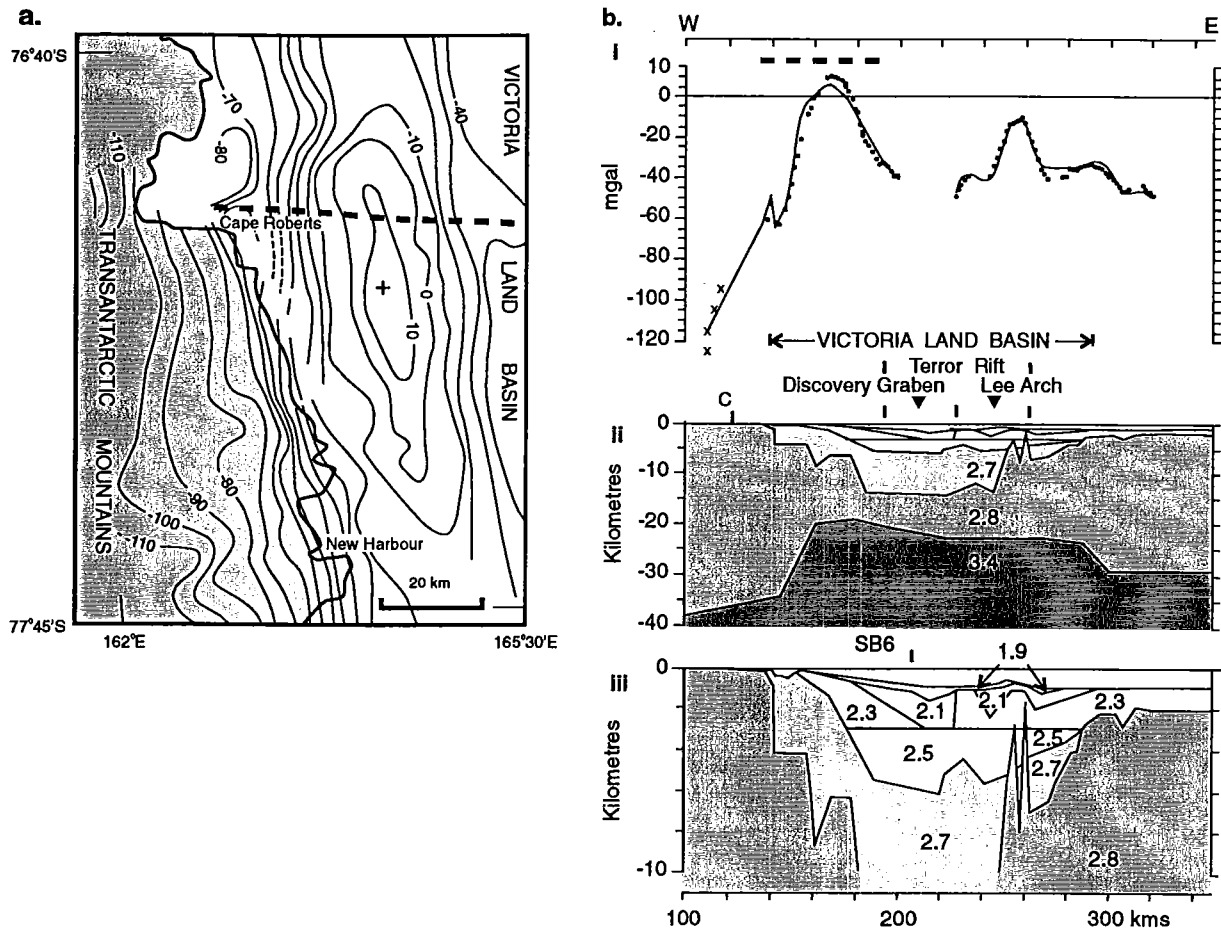 a.
76°40'S
77°45'S
162°E
165°30'E
-70
-80
-110
-10
-40
0
10
+
-80
-90
-100
-110
VICTORIA
LAND
BASIN
TRANSANTARCTIC MOUNTAINS
Cape Roberts
New Harbour
20 km
b.
W
E
i
10
0
-20
-40
-60
-80
-100
-120
mgal
VICTORIA LAND BASIN
Terror Rift
Discovery Graben
Lee Arch
C
ii
0
-10
-20
-30
-40
Kilometres
2.7
2.8
3.4
SB6
1.9
iii
0
-10
Kilometres
2.3
2.1
2.1
2.3
2.5
2.5
2.7
2.7
2.8
100
200
300 kms